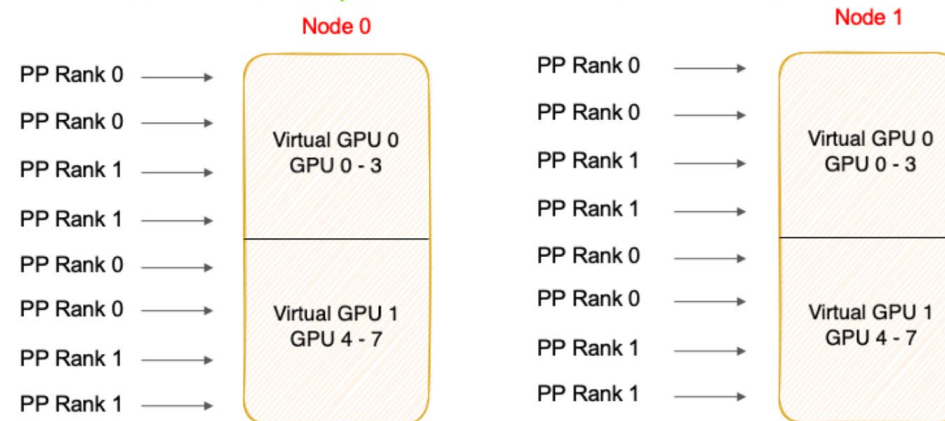 Node 0
PP Rank 0
PP Rank 0
PP Rank 1
PP Rank 1
PP Rank 0
PP Rank 0
PP Rank 1
PP Rank 1
Virtual GPU 0
GPU 0 - 3
Virtual GPU 1
GPU 4 - 7
Node 1
PP Rank 0
PP Rank 0
PP Rank 1
PP Rank 1
PP Rank 0
PP Rank 0
PP Rank 1
PP Rank 1
Virtual GPU 0
GPU 0 - 3
Virtual GPU 1
GPU 4 - 7